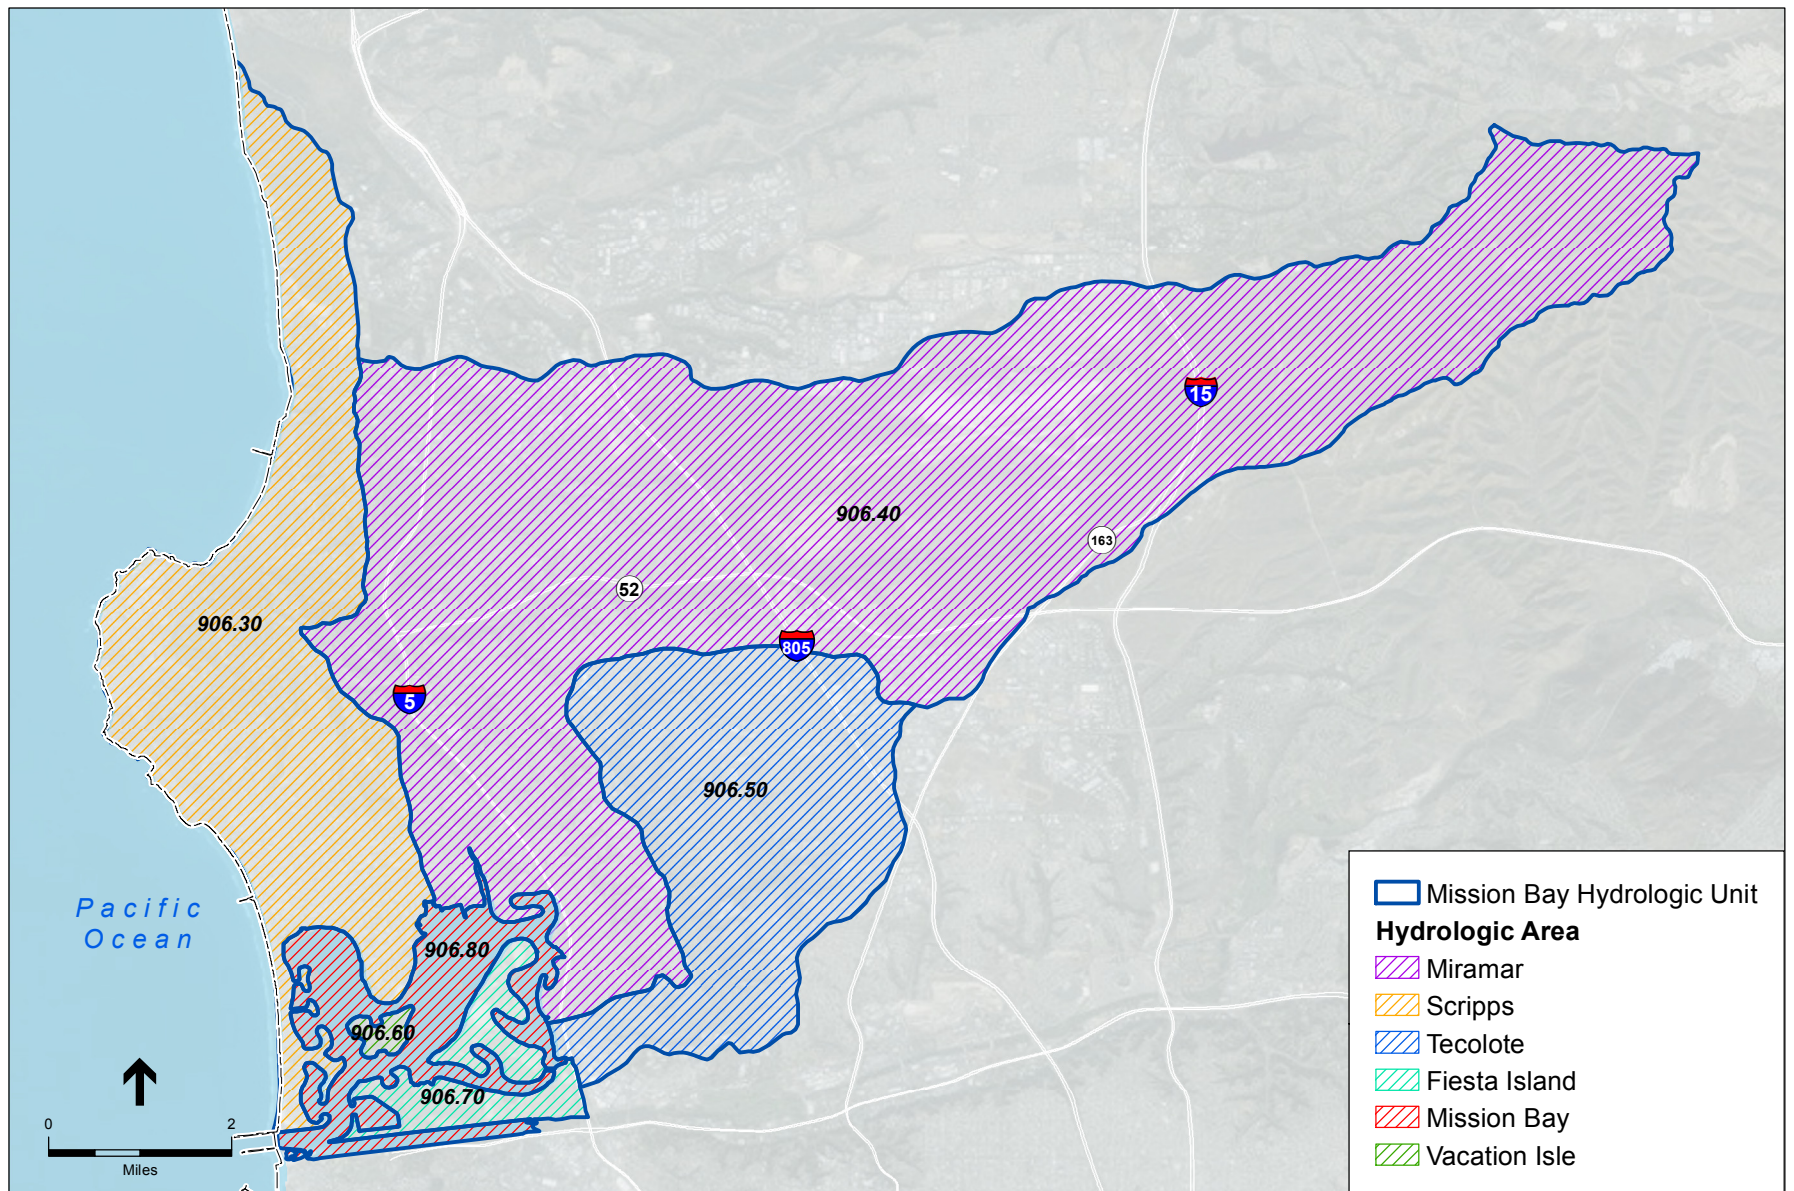 15
906.40
163
52
906.30
805
5
906.50
Pacific
Ocean
906.80
906.60
906.70
0 2
Miles
Mission Bay Hydrologic Unit
Hydrologic Area
Miramar
Scripps
Tecolote
Fiesta Island
Mission Bay
Vacation Isle